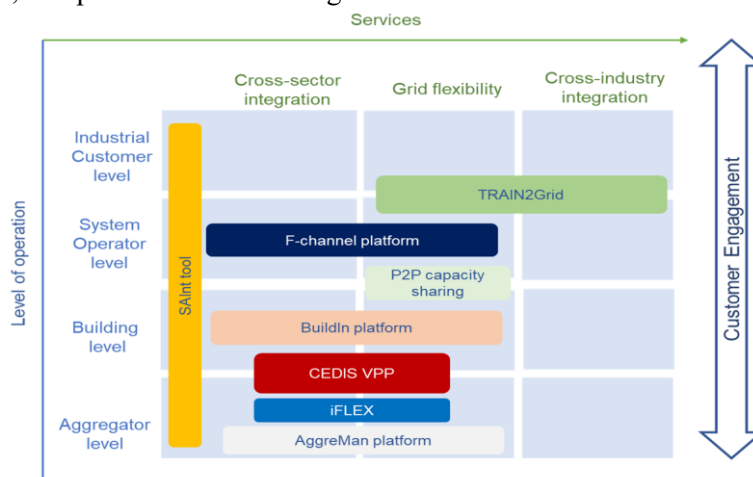 Services
Cross-sector
integration
Grid flexibility
Cross-industry
integration
Level of operation
Industrial
Customer
level
System
Operator
level
Building
level
Aggregator
level
SAInt tool
TRAIN2Grid
F-channel platform
P2P capacity
sharing
BuildIn platform
CEDIS VPP
iFLEX
AggreMan platform
Customer Engagement